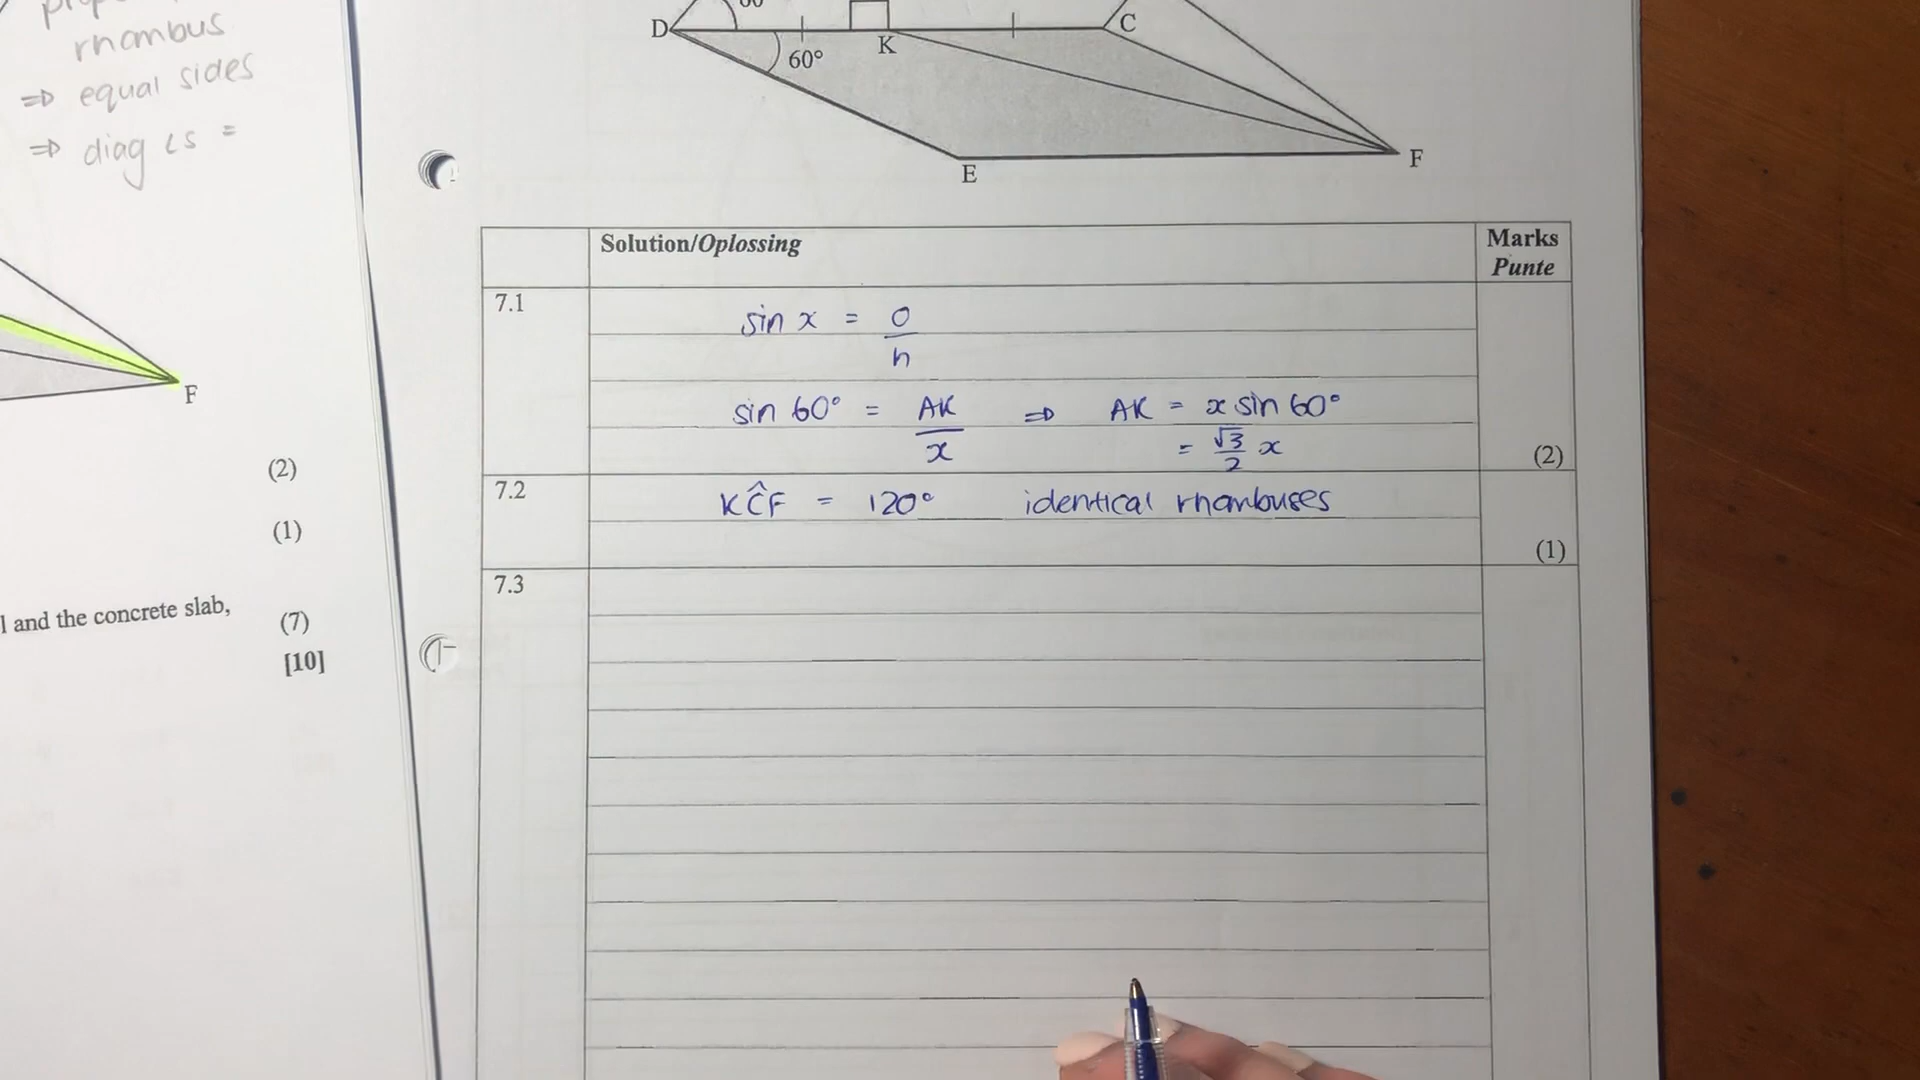 rhombus
⇒ equal sides
⇒ diag ∠s =
F
(2)
(1)
and the concrete slab,
(7)
[10]
D
K
C
60°
E
F
Solution/Oplossing
Marks
Punte
7.1
sin x = o/h
sin 60° = AK/x ⇒ AK = x sin 60°
= √3/2 x
(2)
7.2
KĈF = 120° identical rhombuses
(1)
7.3